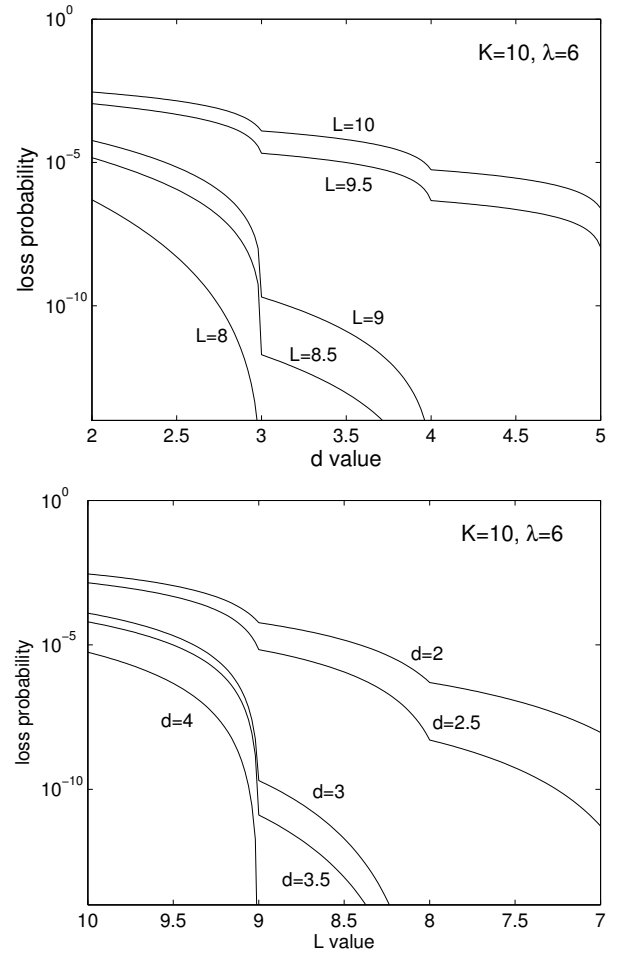 10^0
K=10, λ=6
L=10
10^-5
L=9.5
loss probability
10^-10
L=9
L=8
L=8.5
2 2.5 3 3.5 4 4.5 5
d value
10^0
K=10, λ=6
10^-5
d=2
d=4
d=2.5
loss probability
10^-10
d=3
d=3.5
10 9.5 9 8.5 8 7.5 7
L value